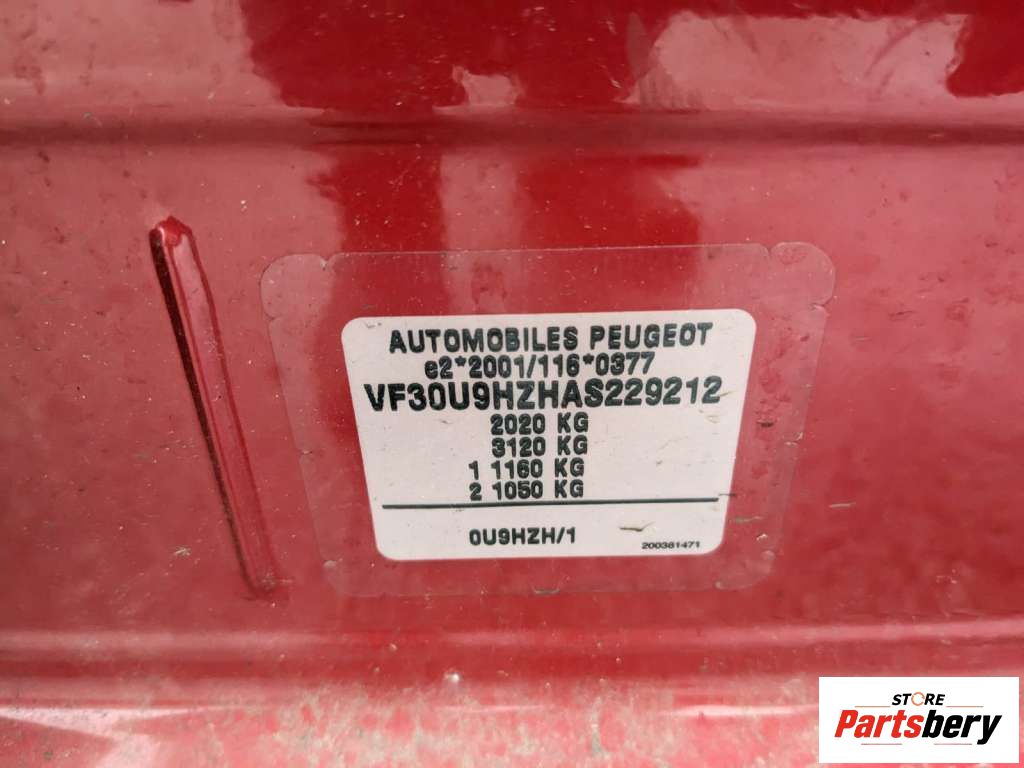 AUTOMOBILES PEUGEOT
e2*2001/116*0377
VF30U9HZHAS229212
2020 KG
3120 KG
1 1160 KG
2 1050 KG
0U9HZH/1
200381471
STORE
Partsbery